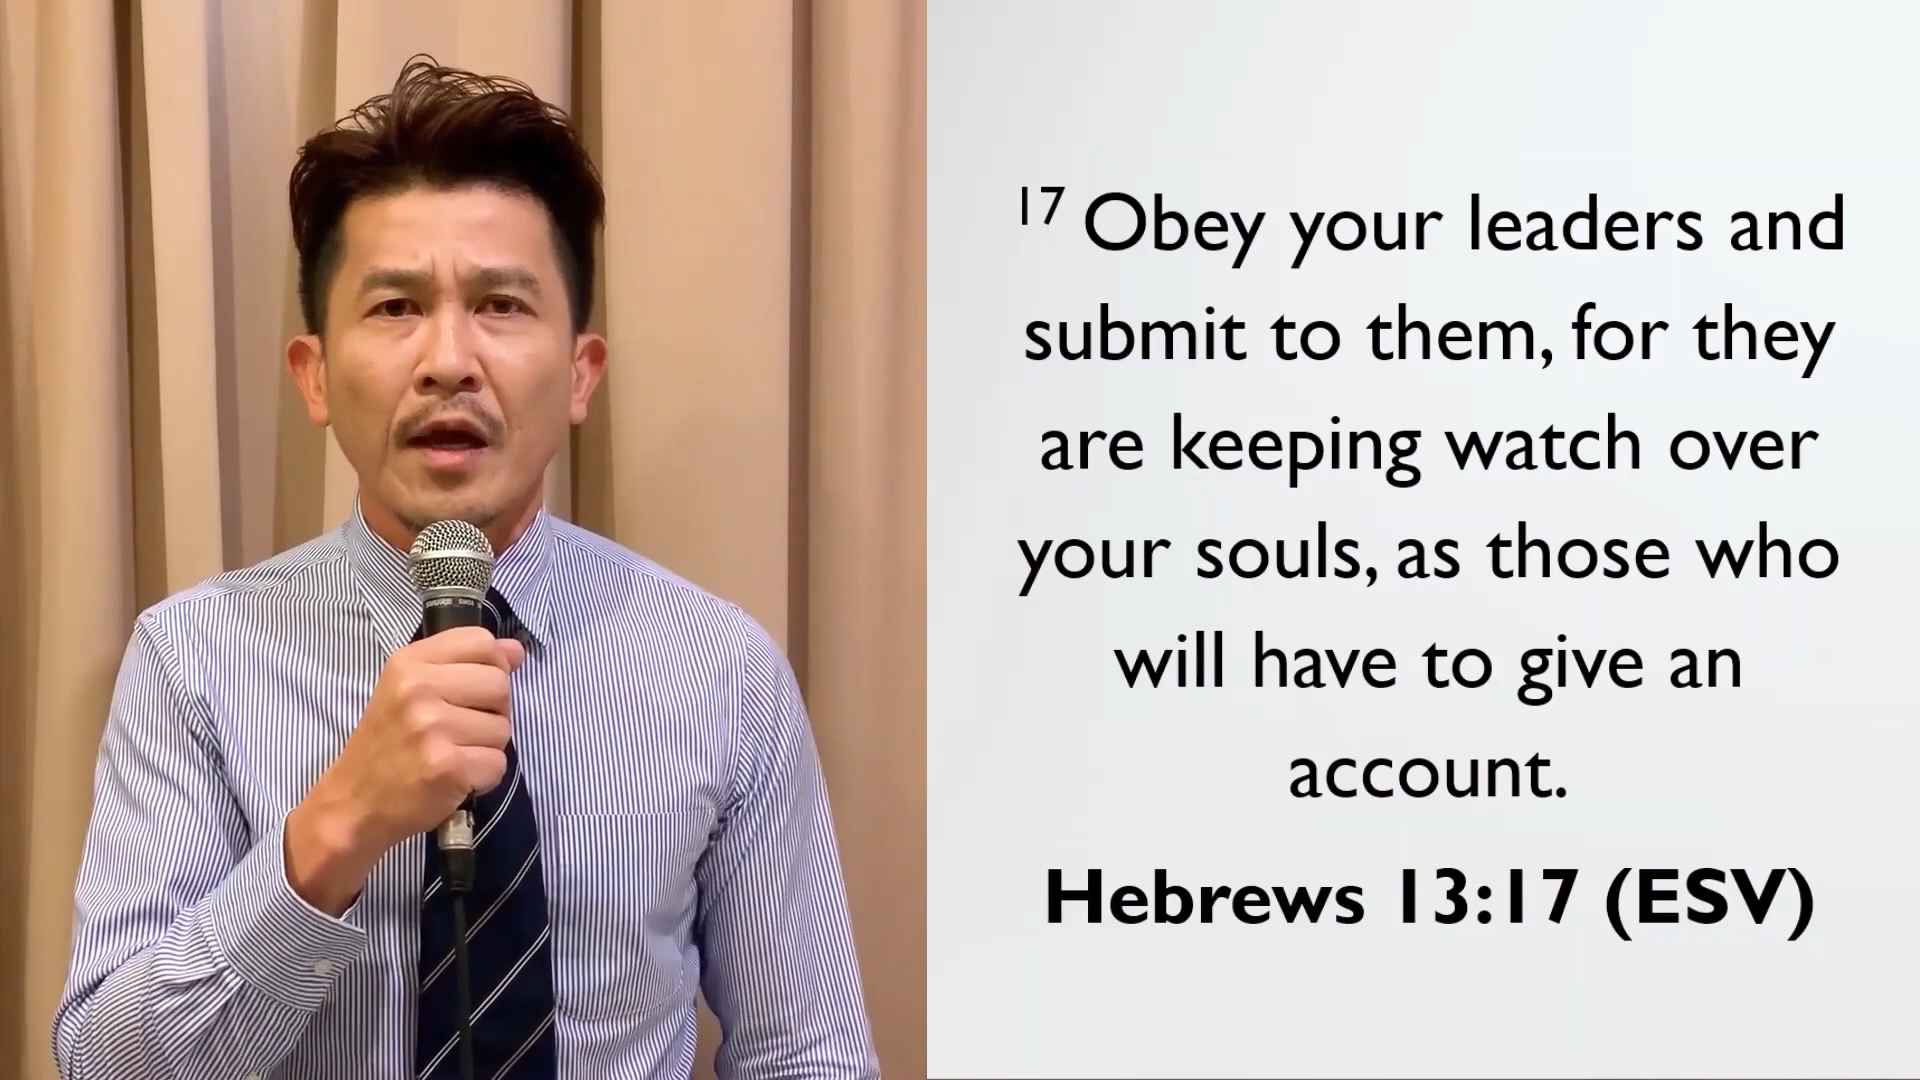 17 Obey your leaders and
submit to them, for they
are keeping watch over
your souls, as those who
will have to give an
account.
Hebrews 13:17 (ESV)
SHURE